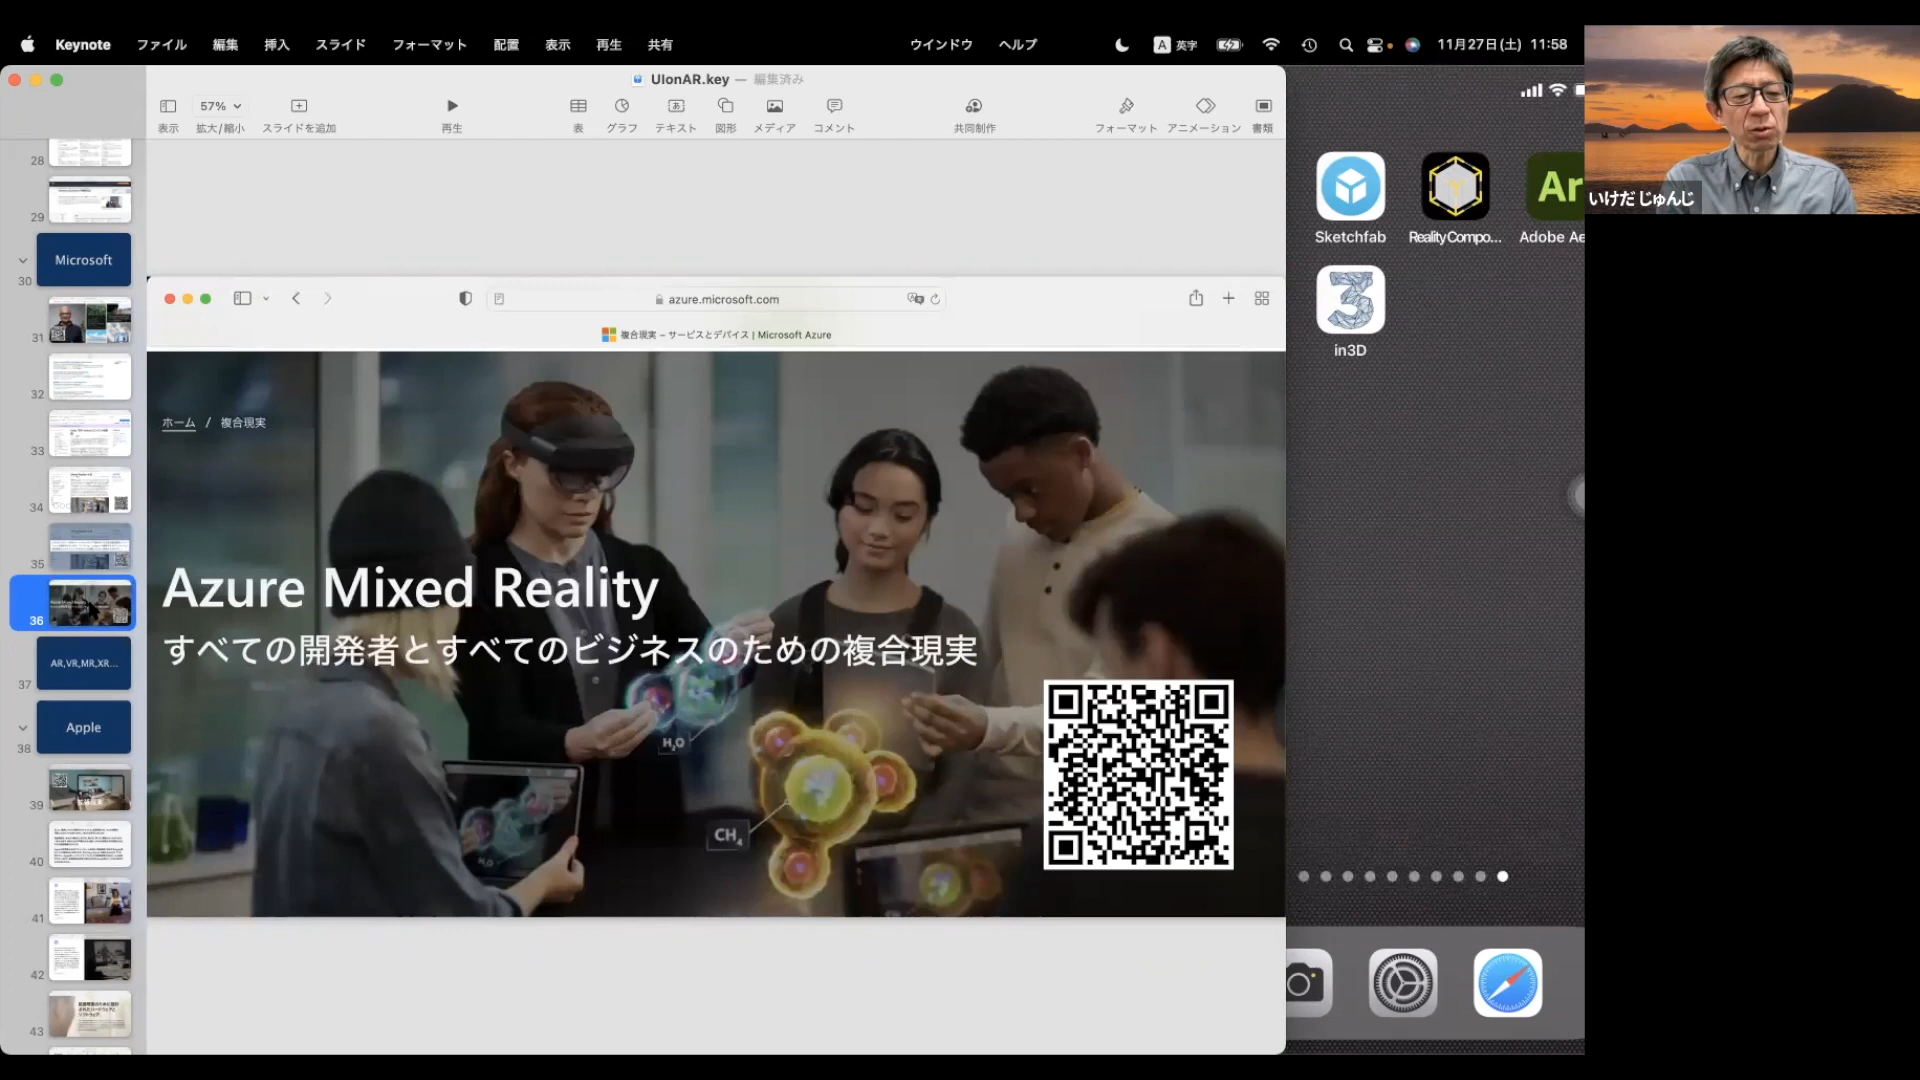 Keynote ファイル 編集 挿入 スライド フォーマット 配置 表示 再生 共有 ウインドウ ヘルプ A 英字 11月27日(土) 11:58
UIonAR.key — 編集済み
57%
表示 拡大/縮小 スライドを追加 再生 表 グラフ テキスト 図形 メディア コメント 共同制作 フォーマット アニメーション 書類
28
29
Microsoft
30
31
32
33
34
35
36
AR,VR,MR,XR...
37
Apple
38
39
40
41
42
43
azure.microsoft.com
複合現実 – サービスとデバイス | Microsoft Azure
ホーム / 複合現実
Azure Mixed Reality
すべての開発者とすべてのビジネスのための複合現実
H₂O
CH₄
H₂O
Ar
Sketchfab
Reality Compo...
Adobe Ae
3
in3D
いけだ じゅんじ